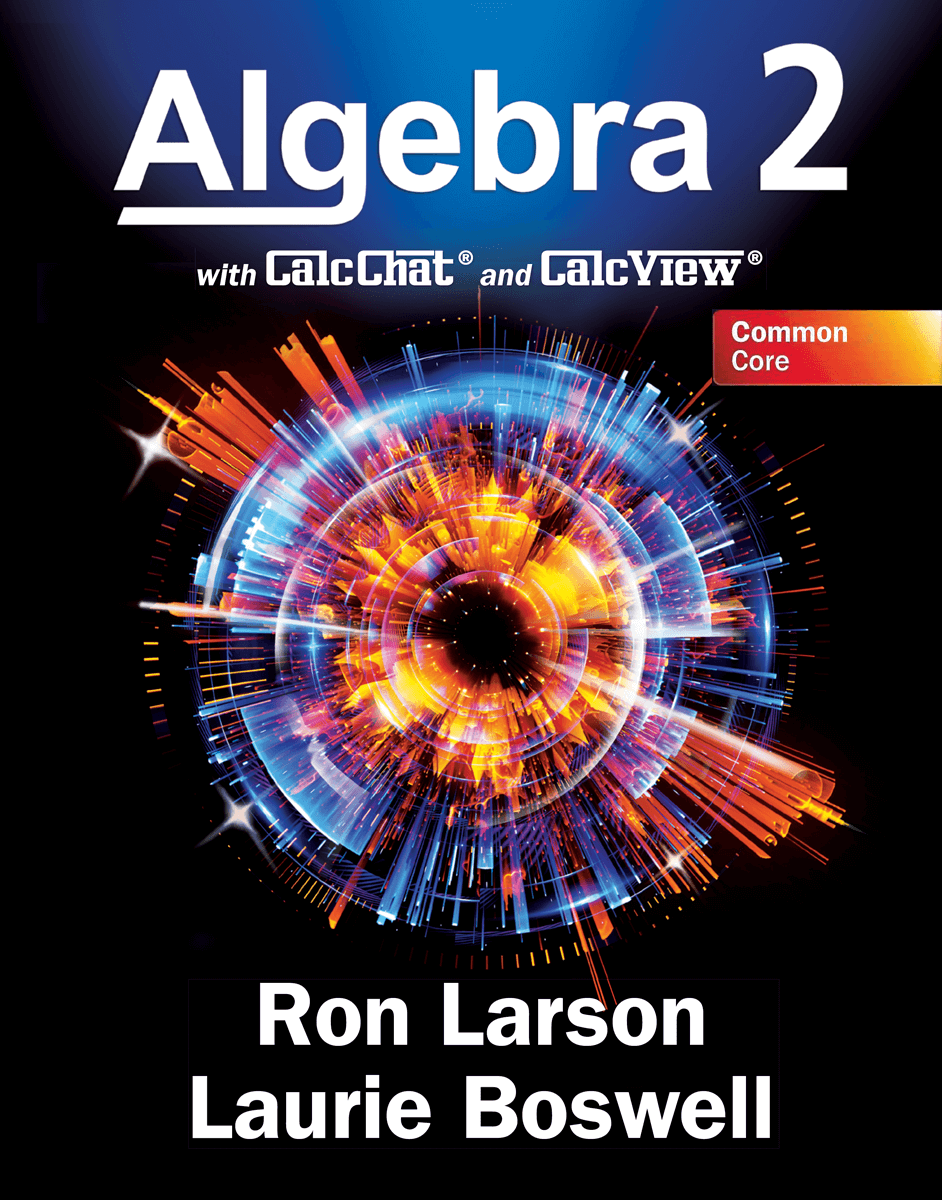 Algebra 2
with CalcChat® and CalcView®
Common
Core
Ron Larson
Laurie Boswell